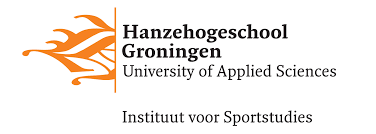 Hanzehogeschool
Groningen
University of Applied Sciences
Instituut voor Sportstudies